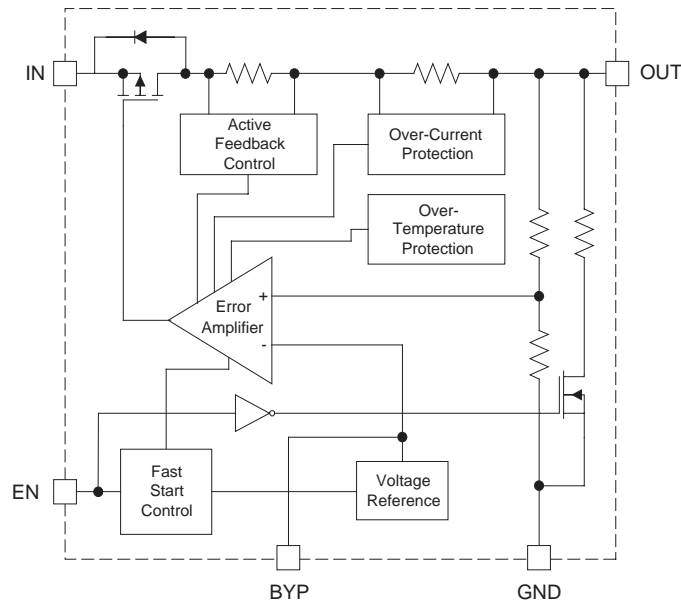 IN
OUT
Active
Feedback
Control
Over-Current
Protection
Over-
Temperature
Protection
+
Error
Amplifier
-
EN
Fast
Start
Control
Voltage
Reference
BYP
GND